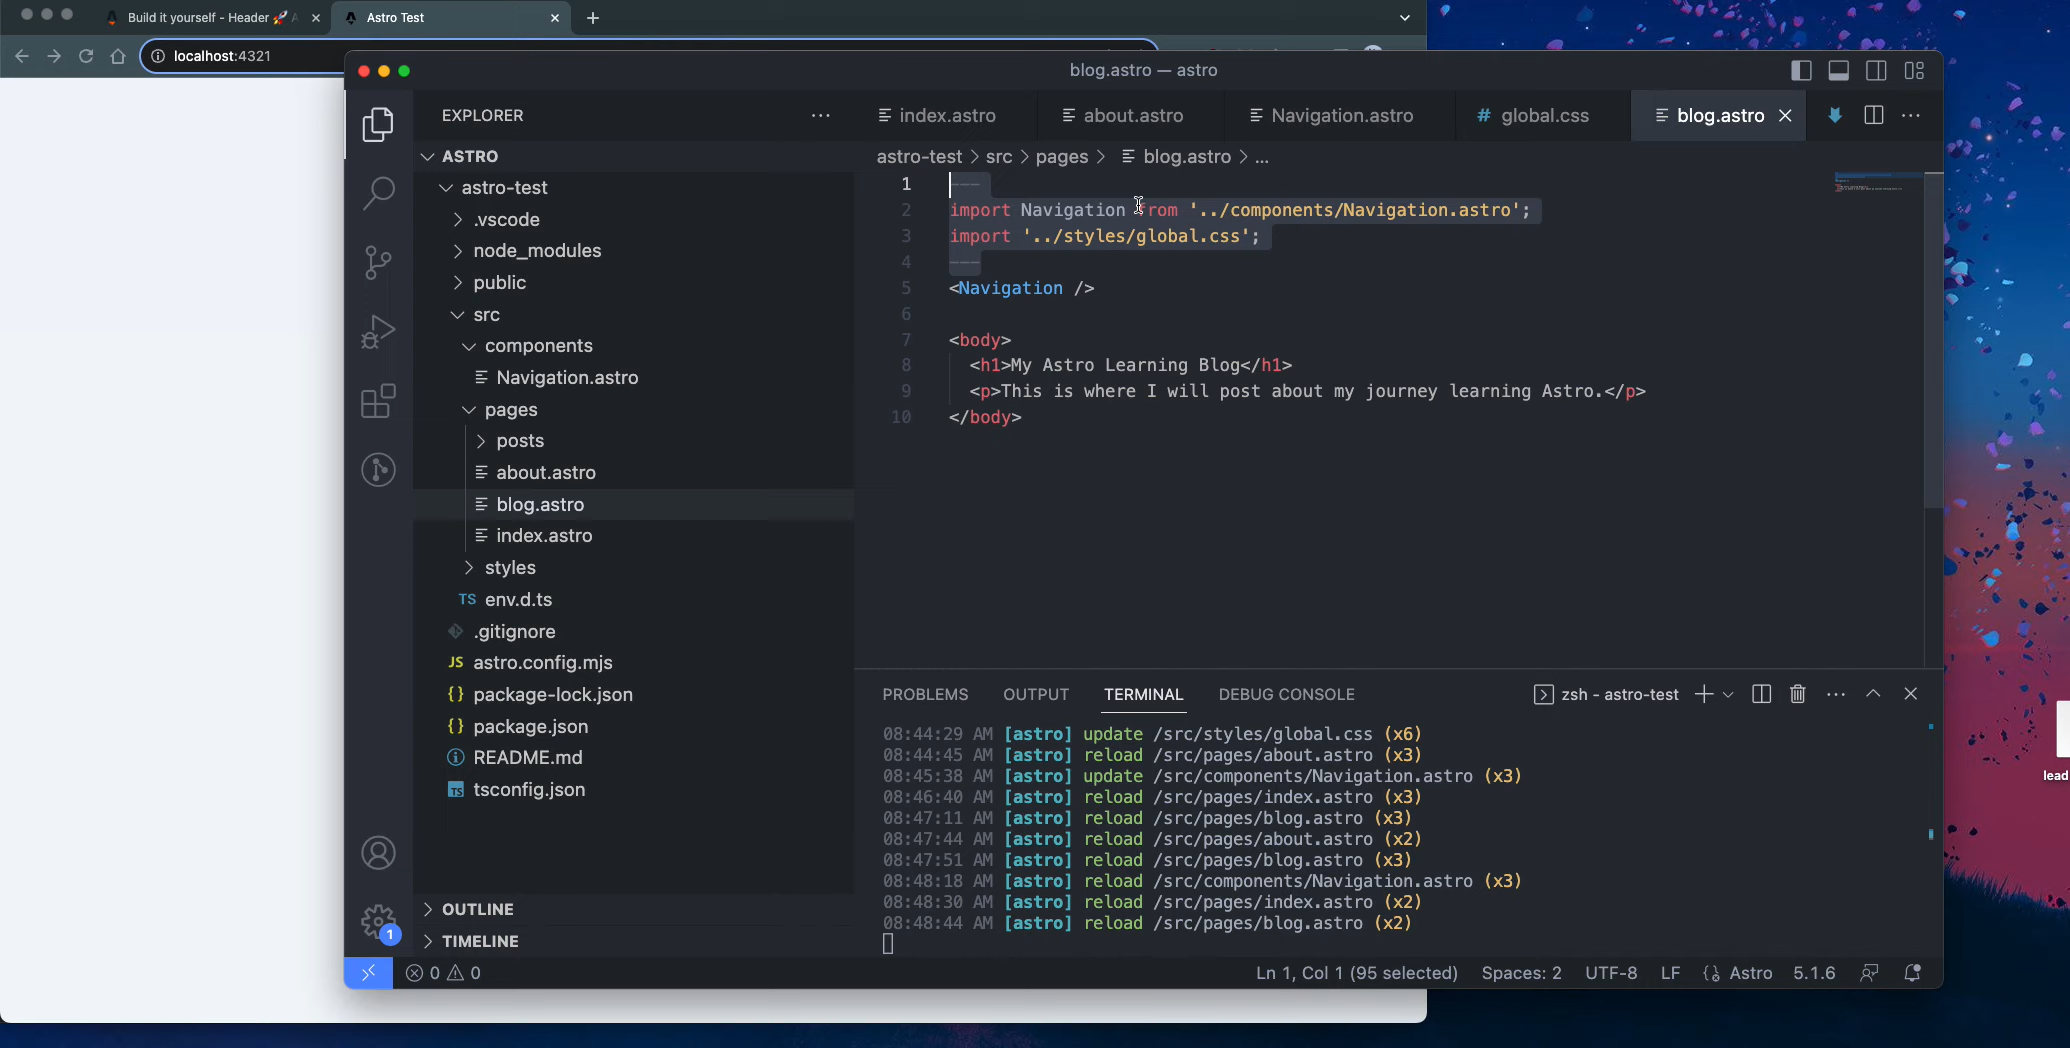 Build it yourself - Header 🚀
Astro Test
localhost:4321
blog.astro — astro
EXPLORER
index.astro
about.astro
Navigation.astro
# global.css
blog.astro
ASTRO
astro-test
.vscode
node_modules
public
src
components
Navigation.astro
pages
posts
about.astro
blog.astro
index.astro
styles
TS env.d.ts
.gitignore
JS astro.config.mjs
{} package-lock.json
{} package.json
README.md
TS tsconfig.json
OUTLINE
TIMELINE
1
astro-test > src > pages > blog.astro > ...
1 ---
2 import Navigation from '../components/Navigation.astro';
3 import '../styles/global.css';
4 ---
5 <Navigation />
6
7 <body>
8 <h1>My Astro Learning Blog</h1>
9 <p>This is where I will post about my journey learning Astro.</p>
10 </body>
PROBLEMS OUTPUT TERMINAL DEBUG CONSOLE
zsh - astro-test
08:44:29 AM [astro] update /src/styles/global.css (x6)
08:44:45 AM [astro] reload /src/pages/about.astro (x3)
08:45:38 AM [astro] update /src/components/Navigation.astro (x3)
08:46:40 AM [astro] reload /src/pages/index.astro (x3)
08:47:11 AM [astro] reload /src/pages/blog.astro (x3)
08:47:44 AM [astro] reload /src/pages/about.astro (x2)
08:47:51 AM [astro] reload /src/pages/blog.astro (x3)
08:48:18 AM [astro] reload /src/components/Navigation.astro (x3)
08:48:30 AM [astro] reload /src/pages/index.astro (x2)
08:48:44 AM [astro] reload /src/pages/blog.astro (x2)
0 0
Ln 1, Col 1 (95 selected) Spaces: 2 UTF-8 LF Astro 5.1.6
lead